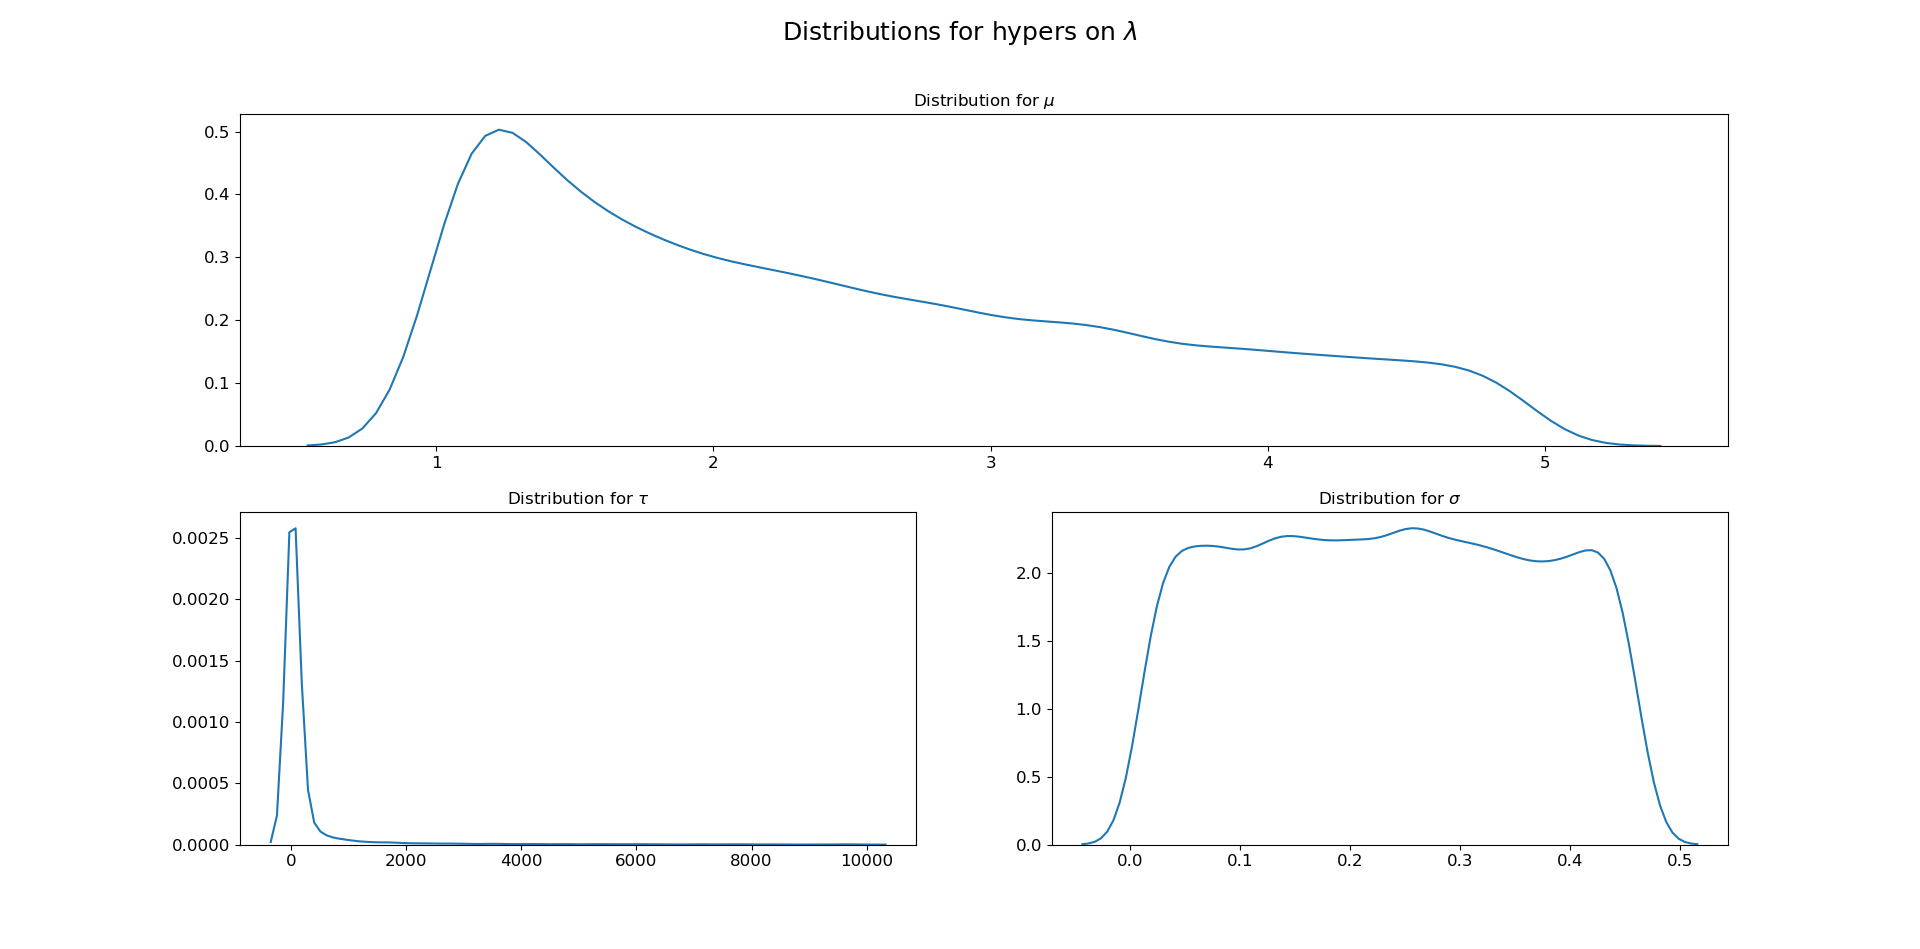 Distributions for hypers on λ
Distribution for μ
0.5
0.4
0.3
0.2
0.1
0.0
1 2 3 4 5
Distribution for τ
0.0025
0.0020
0.0015
0.0010
0.0005
0.0000
0 2000 4000 6000 8000 10000
Distribution for σ
2.0
1.5
1.0
0.5
0.0
0.0 0.1 0.2 0.3 0.4 0.5